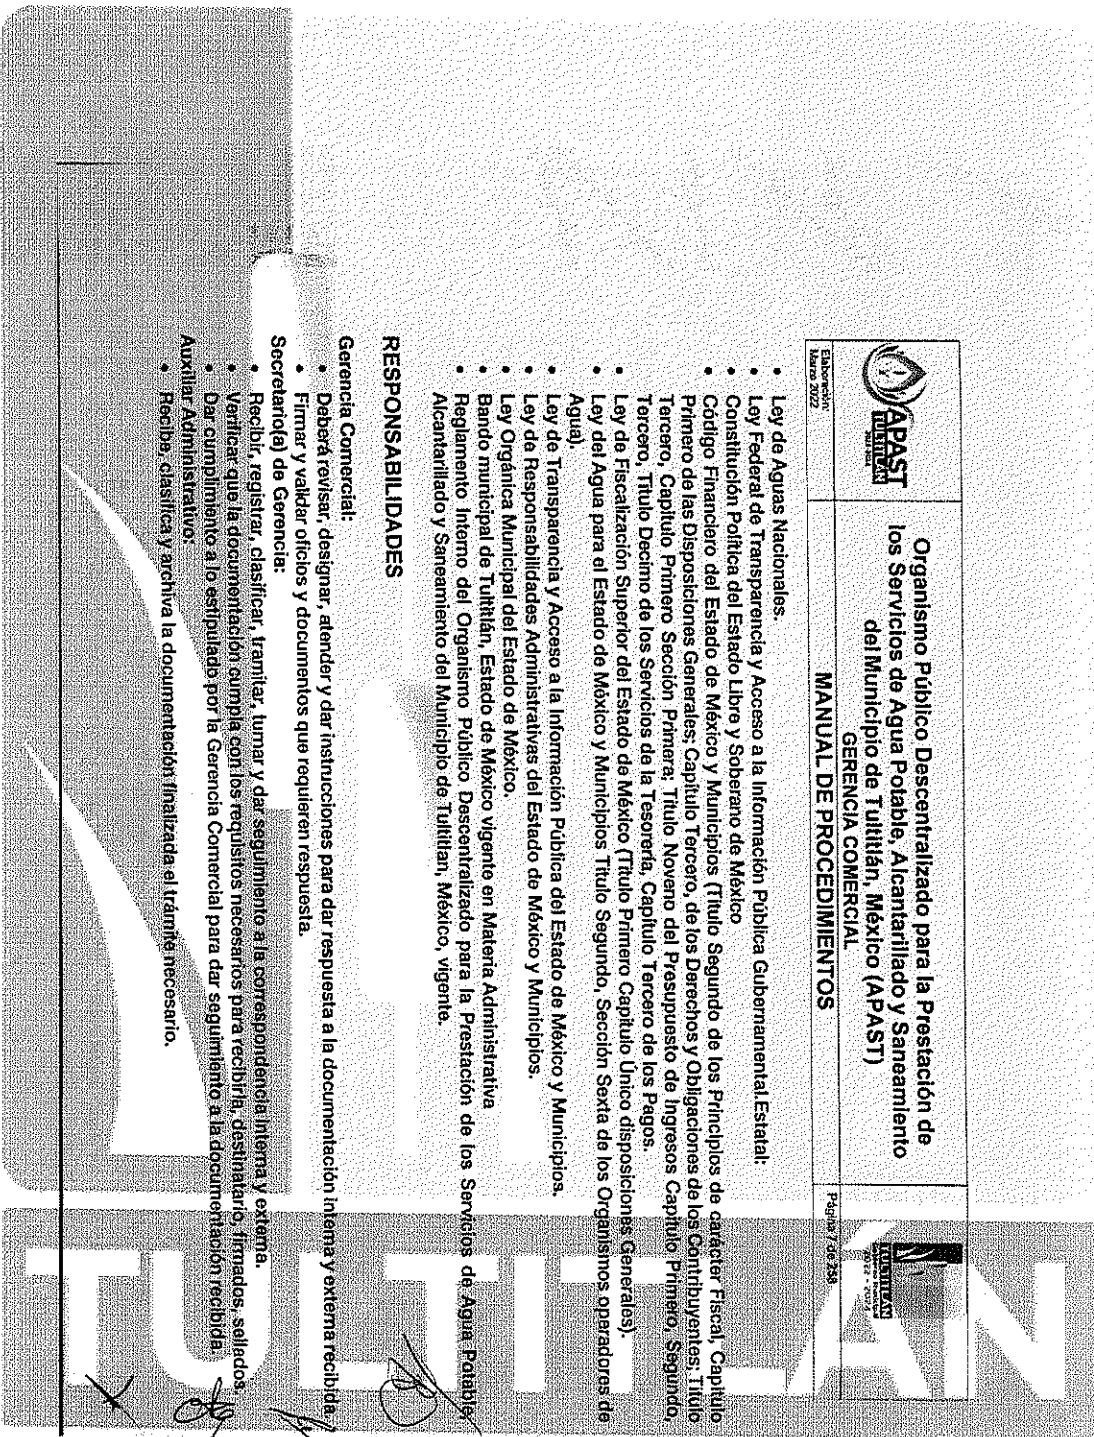 APAST
TULTITLÁN
Organismo Público Descentralizado para la Prestación de
los Servicios de Agua Potable, Alcantarillado y Saneamiento
del Municipio de Tultitlán, México (APAST)
GERENCIA COMERCIAL
TULTITLÁN
2022 - 2024
Elaboración:
Marzo 2022
MANUAL DE PROCEDIMIENTOS
Página 7 de 258
• Ley de Aguas Nacionales.
• Ley Federal de Transparencia y Acceso a la Información Pública Gubernamental.Estatal:
• Constitución Política del Estado Libre y Soberano de México
• Código Financiero del Estado de México y Municipios (Título Segundo de los Principios de carácter Fiscal, Capítulo
Primero de las Disposiciones Generales; Capítulo Tercero, de los Derechos y Obligaciones de los Contribuyentes; Título
Tercero, Capítulo Primero Sección Primera; Título Noveno del Presupuesto de Ingresos Capítulo Primero, Segundo,
Tercero, Título Decimo de los Servicios de la Tesorería, Capítulo Tercero de los Pagos.
• Ley de Fiscalización Superior del Estado de México (Título Primero Capítulo Único disposiciones Generales).
• Ley del Agua para el Estado de México y Municipios Título Segundo, Sección Sexta de los Organismos operadores de
Agua).
• Ley de Transparencia y Acceso a la Información Pública del Estado de México y Municipios.
• Ley de Responsabilidades Administrativas del Estado de México y Municipios.
• Ley Orgánica Municipal del Estado de México.
• Bando municipal de Tultitlán, Estado de México vigente en Materia Administrativa
• Reglamento Interno del Organismo Público Descentralizado para la Prestación de los Servicios de Agua Potable,
Alcantarillado y Saneamiento del Municipio de Tultitlan, México, vigente.
RESPONSABILIDADES
Gerencia Comercial:
• Deberá revisar, designar, atender y dar instrucciones para dar respuesta a la documentación interna y externa recibida.
• Firmar y validar oficios y documentos que requieren respuesta.
Secretario(a) de Gerencia:
• Recibir, registrar, clasificar, tramitar, turnar y dar seguimiento a la correspondencia interna y externa.
• Verificar que la documentación cumpla con los requisitos necesarios para recibirla, destinatario, firmados, sellados.
• Dar cumplimento a lo estipulado por la Gerencia Comercial para dar seguimiento a la documentación recibida.
Auxiliar Administrativo:
• Recibe, clasifica y archiva la documentación finalizada el trámite necesario.
TULTITLÁN